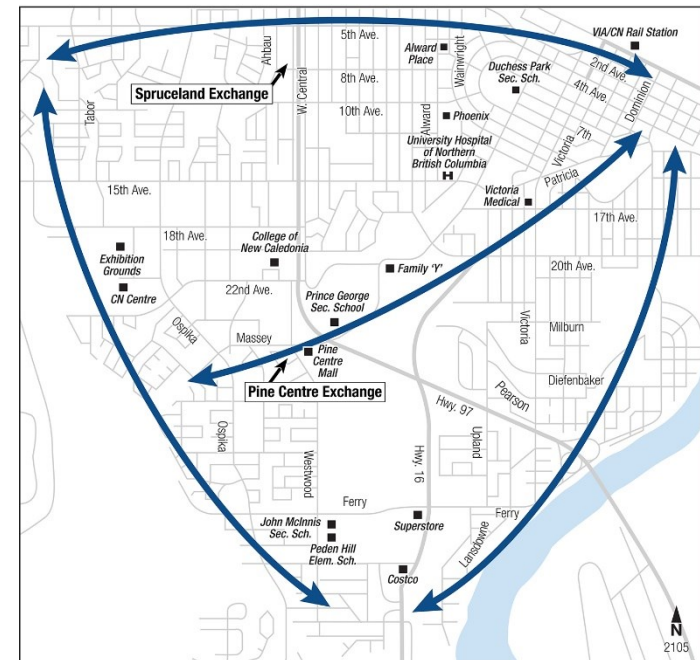 VIA/CN Rail Station
5th Ave.
Ahbau
Alward
Place
Wainwright
2nd Ave.
Duchess Park
Sec. Sch.
4th Ave.
Dominion
8th Ave.
Spruceland Exchange
W. Central
Tabor
10th Ave.
Alward
Phoenix
7th
Victoria
University Hospital
of Northern
British Columbia
H
Patricia
15th Ave.
Victoria
Medical
17th Ave.
18th Ave.
College of
New Caledonia
Exhibition
Grounds
Family ‘Y’
20th Ave.
CN Centre
22nd Ave.
Prince George
Sec. School
Ospika
Massey
Victoria
Milburn
Pine
Centre
Mall
Pine Centre Exchange
Diefenbaker
Pearson
Hwy. 97
Ospika
Westwood
Hwy. 16
Upland
Ferry
Ferry
John McInnis
Sec. Sch.
Superstore
Lansdowne
Peden Hill
Elem. Sch.
Costco
N
2105